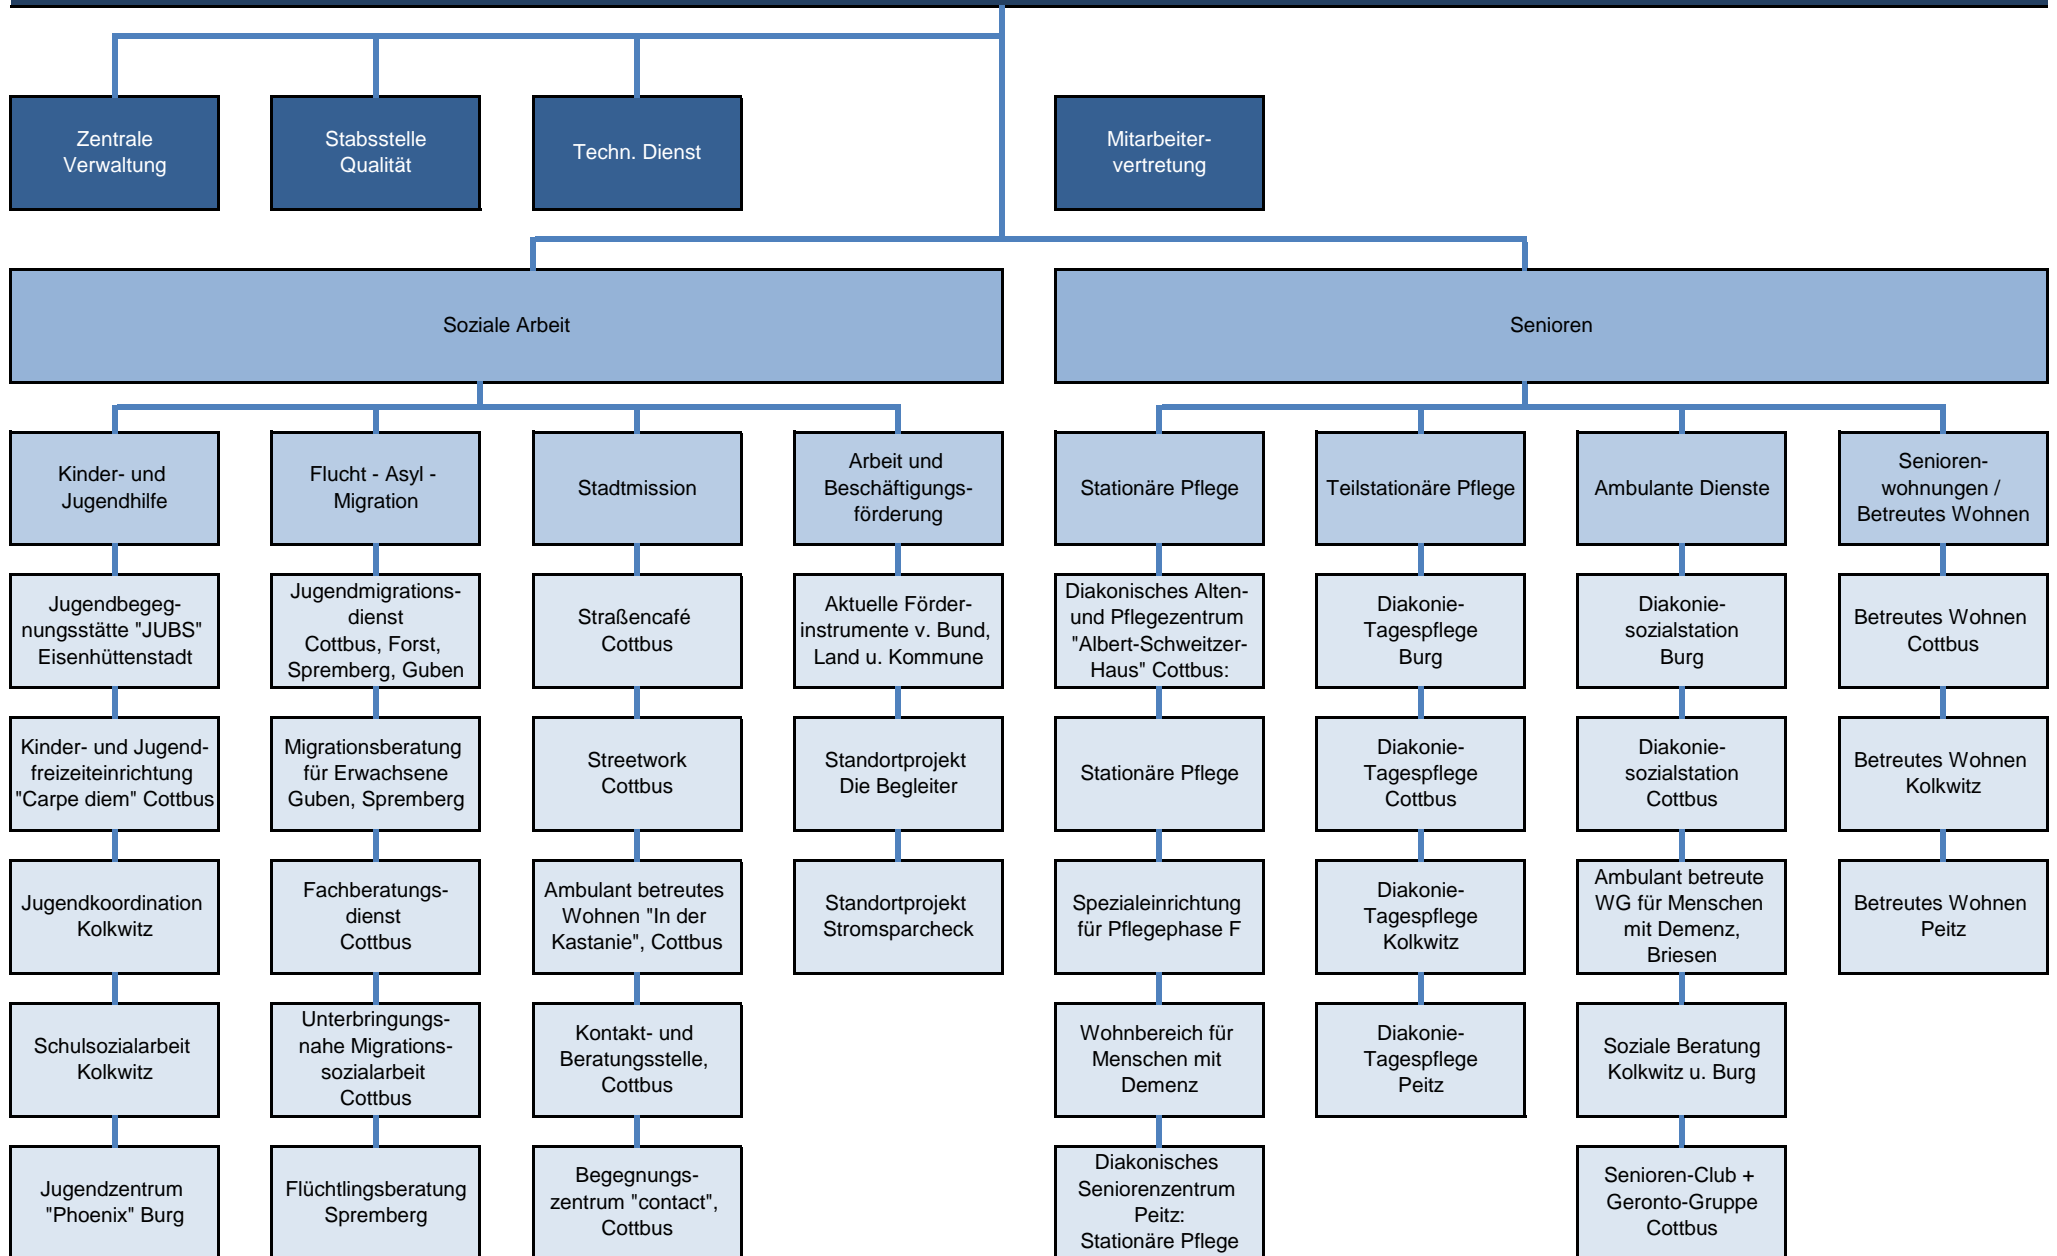 Zentrale
Verwaltung
Stabsstelle
Qualität
Techn. Dienst
Mitarbeiter-
vertretung
Soziale Arbeit
Senioren
Kinder- und
Jugendhilfe
Flucht - Asyl -
Migration
Stadtmission
Arbeit und
Beschäftigungs-
förderung
Stationäre Pflege
Teilstationäre Pflege
Ambulante Dienste
Senioren-
wohnungen /
Betreutes Wohnen
Jugendbegeg-
nungsstätte "JUBS"
Eisenhüttenstadt
Jugendmigrations-
dienst
Cottbus, Forst,
Spremberg, Guben
Straßencafé
Cottbus
Aktuelle Förder-
instrumente v. Bund,
Land u. Kommune
Diakonisches Alten-
und Pflegezentrum
"Albert-Schweitzer-
Haus" Cottbus:
Diakonie-
Tagespflege
Burg
Diakonie-
sozialstation
Burg
Betreutes Wohnen
Cottbus
Kinder- und Jugend-
freizeiteinrichtung
"Carpe diem" Cottbus
Migrationsberatung
für Erwachsene
Guben, Spremberg
Streetwork
Cottbus
Standortprojekt
Die Begleiter
Stationäre Pflege
Diakonie-
Tagespflege
Cottbus
Diakonie-
sozialstation
Cottbus
Betreutes Wohnen
Kolkwitz
Jugendkoordination
Kolkwitz
Fachberatungs-
dienst
Cottbus
Ambulant betreutes
Wohnen "In der
Kastanie", Cottbus
Standortprojekt
Stromsparcheck
Spezialeinrichtung
für Pflegephase F
Diakonie-
Tagespflege
Kolkwitz
Ambulant betreute
WG für Menschen
mit Demenz,
Briesen
Betreutes Wohnen
Peitz
Schulsozialarbeit
Kolkwitz
Unterbringungs-
nahe Migrations-
sozialarbeit
Cottbus
Kontakt- und
Beratungsstelle,
Cottbus
Wohnbereich für
Menschen mit
Demenz
Diakonie-
Tagespflege
Peitz
Soziale Beratung
Kolkwitz u. Burg
Jugendzentrum
"Phoenix" Burg
Flüchtlingsberatung
Spremberg
Begegnungs-
zentrum "contact",
Cottbus
Diakonisches
Seniorenzentrum
Peitz:
Stationäre Pflege
Senioren-Club +
Geronto-Gruppe
Cottbus